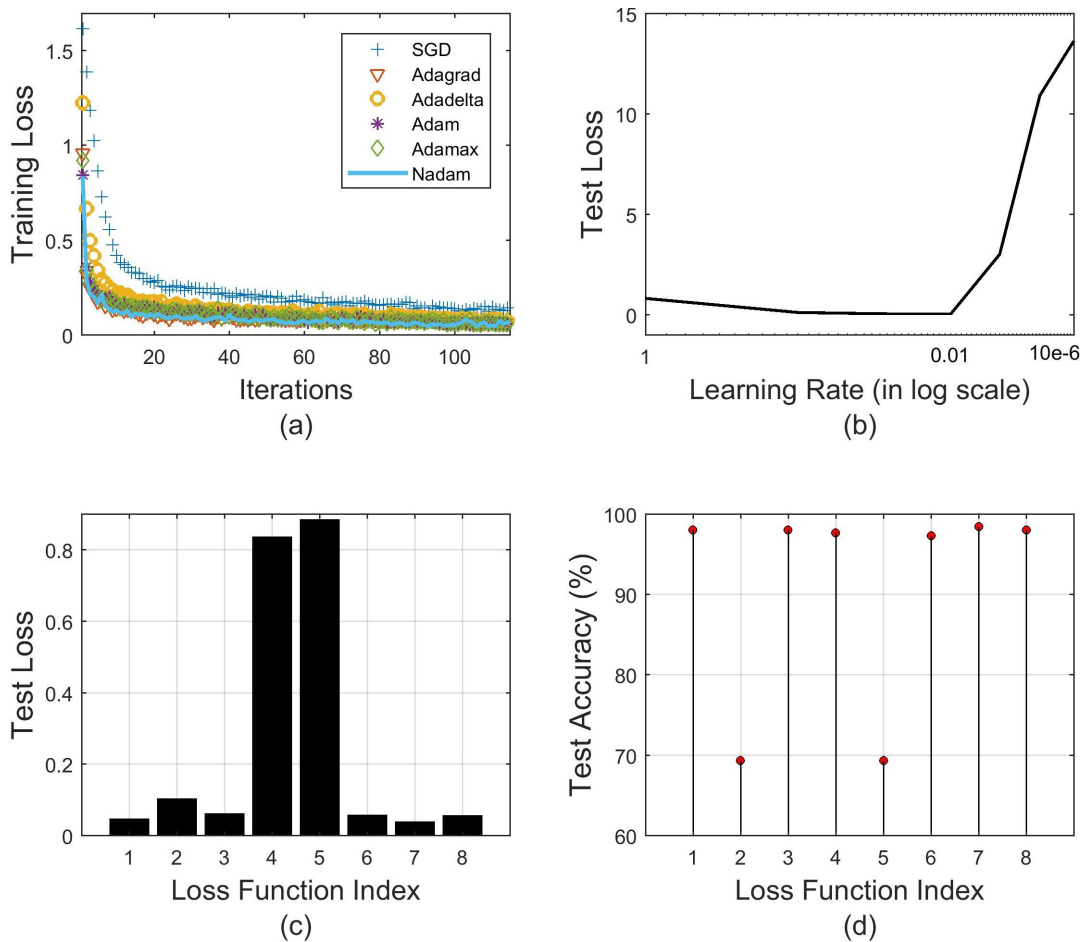 1.5
1
0.5
0
Training Loss
20
40
60
80
100
Iterations
(a)
SGD
Adagrad
Adadelta
Adam
Adamax
Nadam
15
10
5
0
Test Loss
1
0.01
10e-6
Learning Rate (in log scale)
(b)
0.8
0.6
0.4
0.2
0
Test Loss
1 2 3 4 5 6 7 8
Loss Function Index
(c)
100
90
80
70
60
Test Accuracy (%)
1 2 3 4 5 6 7 8
Loss Function Index
(d)